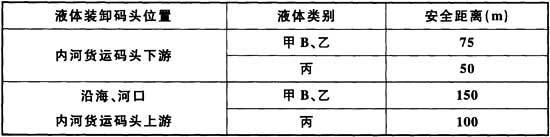 液体装卸码头位置 液体类别 安全距离(m)
内河货运码头下游 甲B、乙 75
丙 50
沿海、河口
内河货运码头上游 甲B、乙 150
丙 100